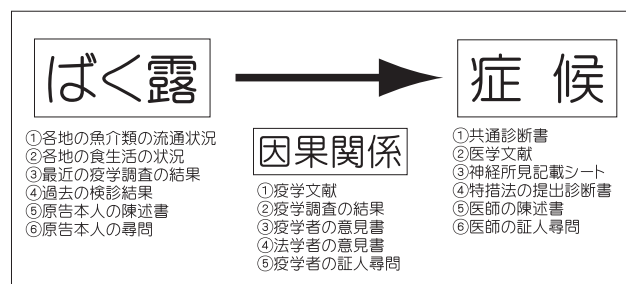 ばく露
①各地の魚介類の流通状況
②各地の食生活の状況
③最近の疫学調査の結果
④過去の検診結果
⑤原告本人の陳述書
⑥原告本人の尋問
因果関係
①疫学文献
②疫学調査の結果
③疫学者の意見書
④法学者の意見書
⑤疫学者の証人尋問
症候
①共通診断書
②医学文献
③神経所見記載シート
④特措法の提出診断書
⑤医師の陳述書
⑥医師の証人尋問